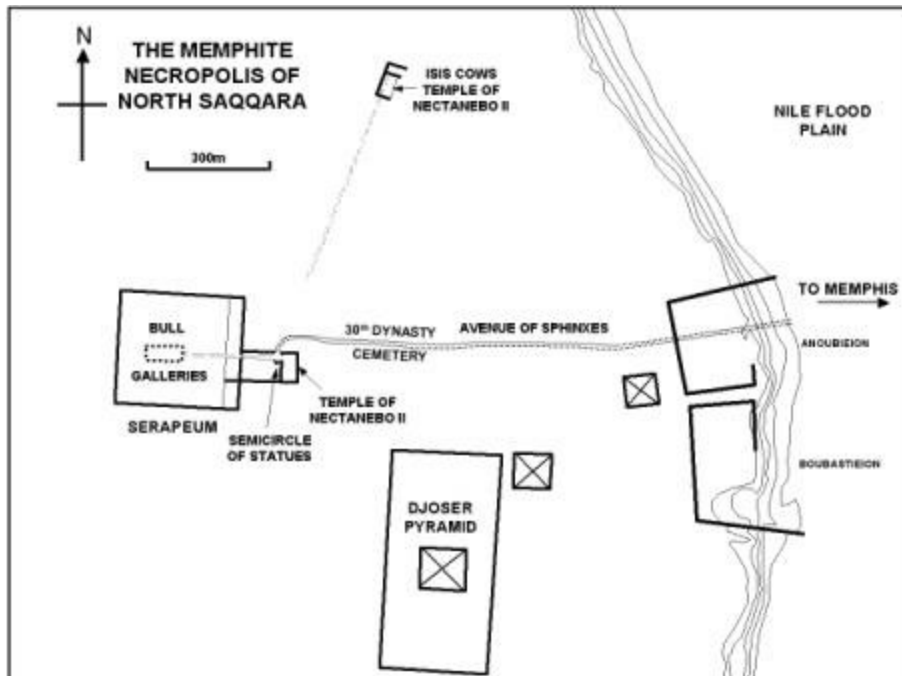 N
THE MEMPHITE
NECROPOLIS OF
NORTH SAQQARA
300m
ISIS COWS
TEMPLE OF
NECTANEBO II
NILE FLOOD
PLAIN
TO MEMPHIS
ANOUBIEION
30th DYNASTY
CEMETERY
AVENUE OF SPHINXES
BULL
GALLERIES
SERAPEUM
TEMPLE OF
NECTANEBO II
SEMICIRCLE
OF STATUES
BOUBASTIEION
DJOSER
PYRAMID